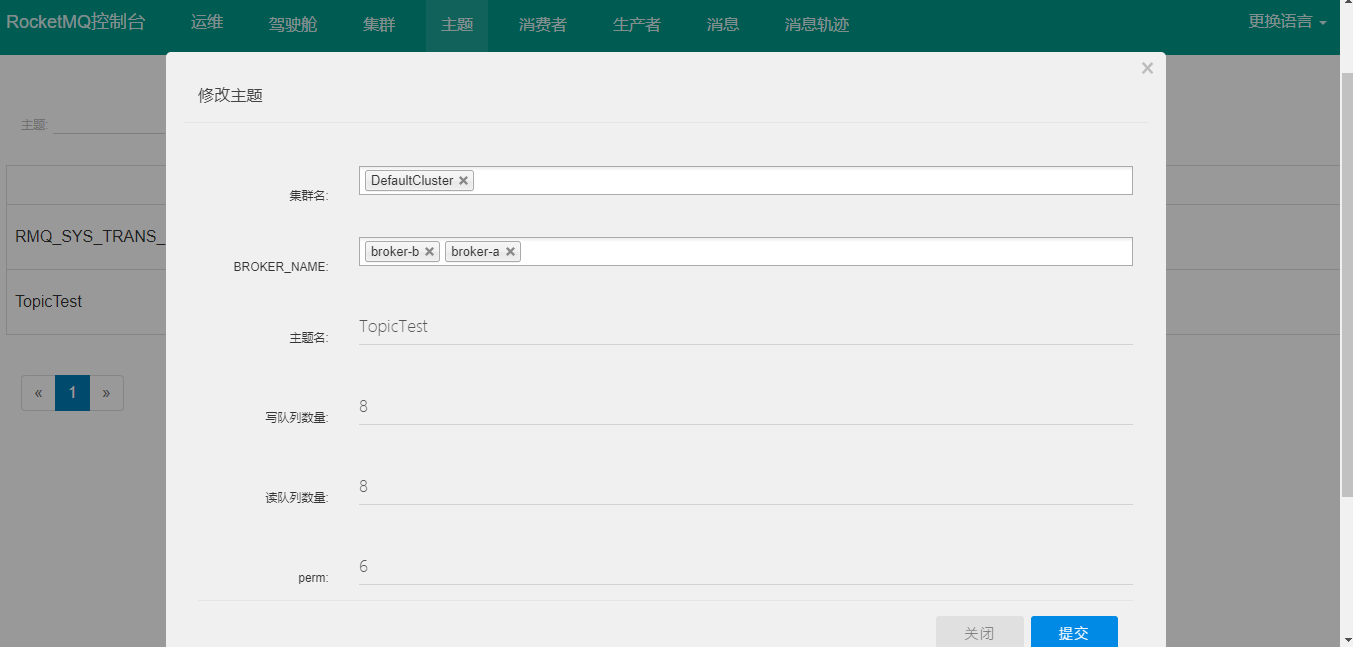 RocketMQ控制台 运维 驾驶舱 集群 主题 消费者 生产者 消息 消息轨迹 更换语言
×
修改主题
主题:
集群名: DefaultCluster ×
BROKER_NAME: broker-b × broker-a ×
RMQ_SYS_TRANS_
TopicTest
主题名: TopicTest
« 1 »
写队列数量: 8
读队列数量: 8
perm: 6
关闭 提交